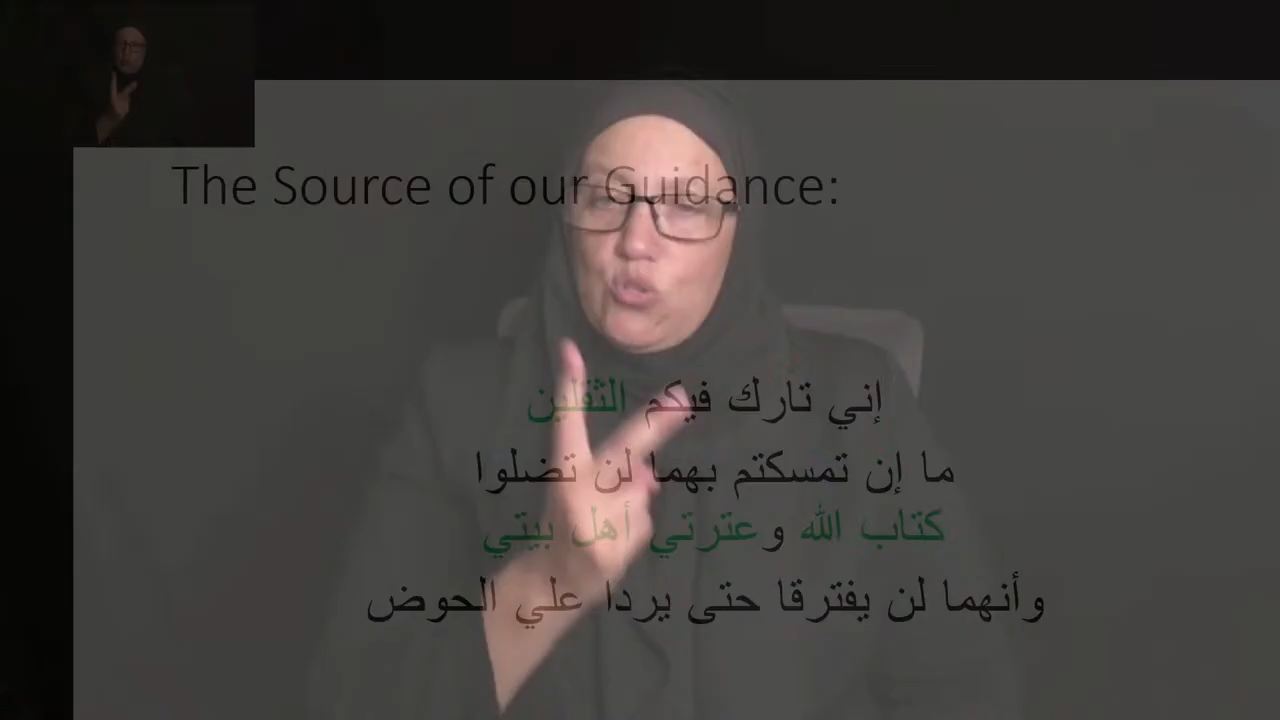 The Source of our Guidance:
إني تارك فيكم الثقلين
ما إن تمسكتم بهما لن تضلوا
كتاب الله وعترتي أهل بيتي
وأنهما لن يفترقا حتى يردا علي الحوض